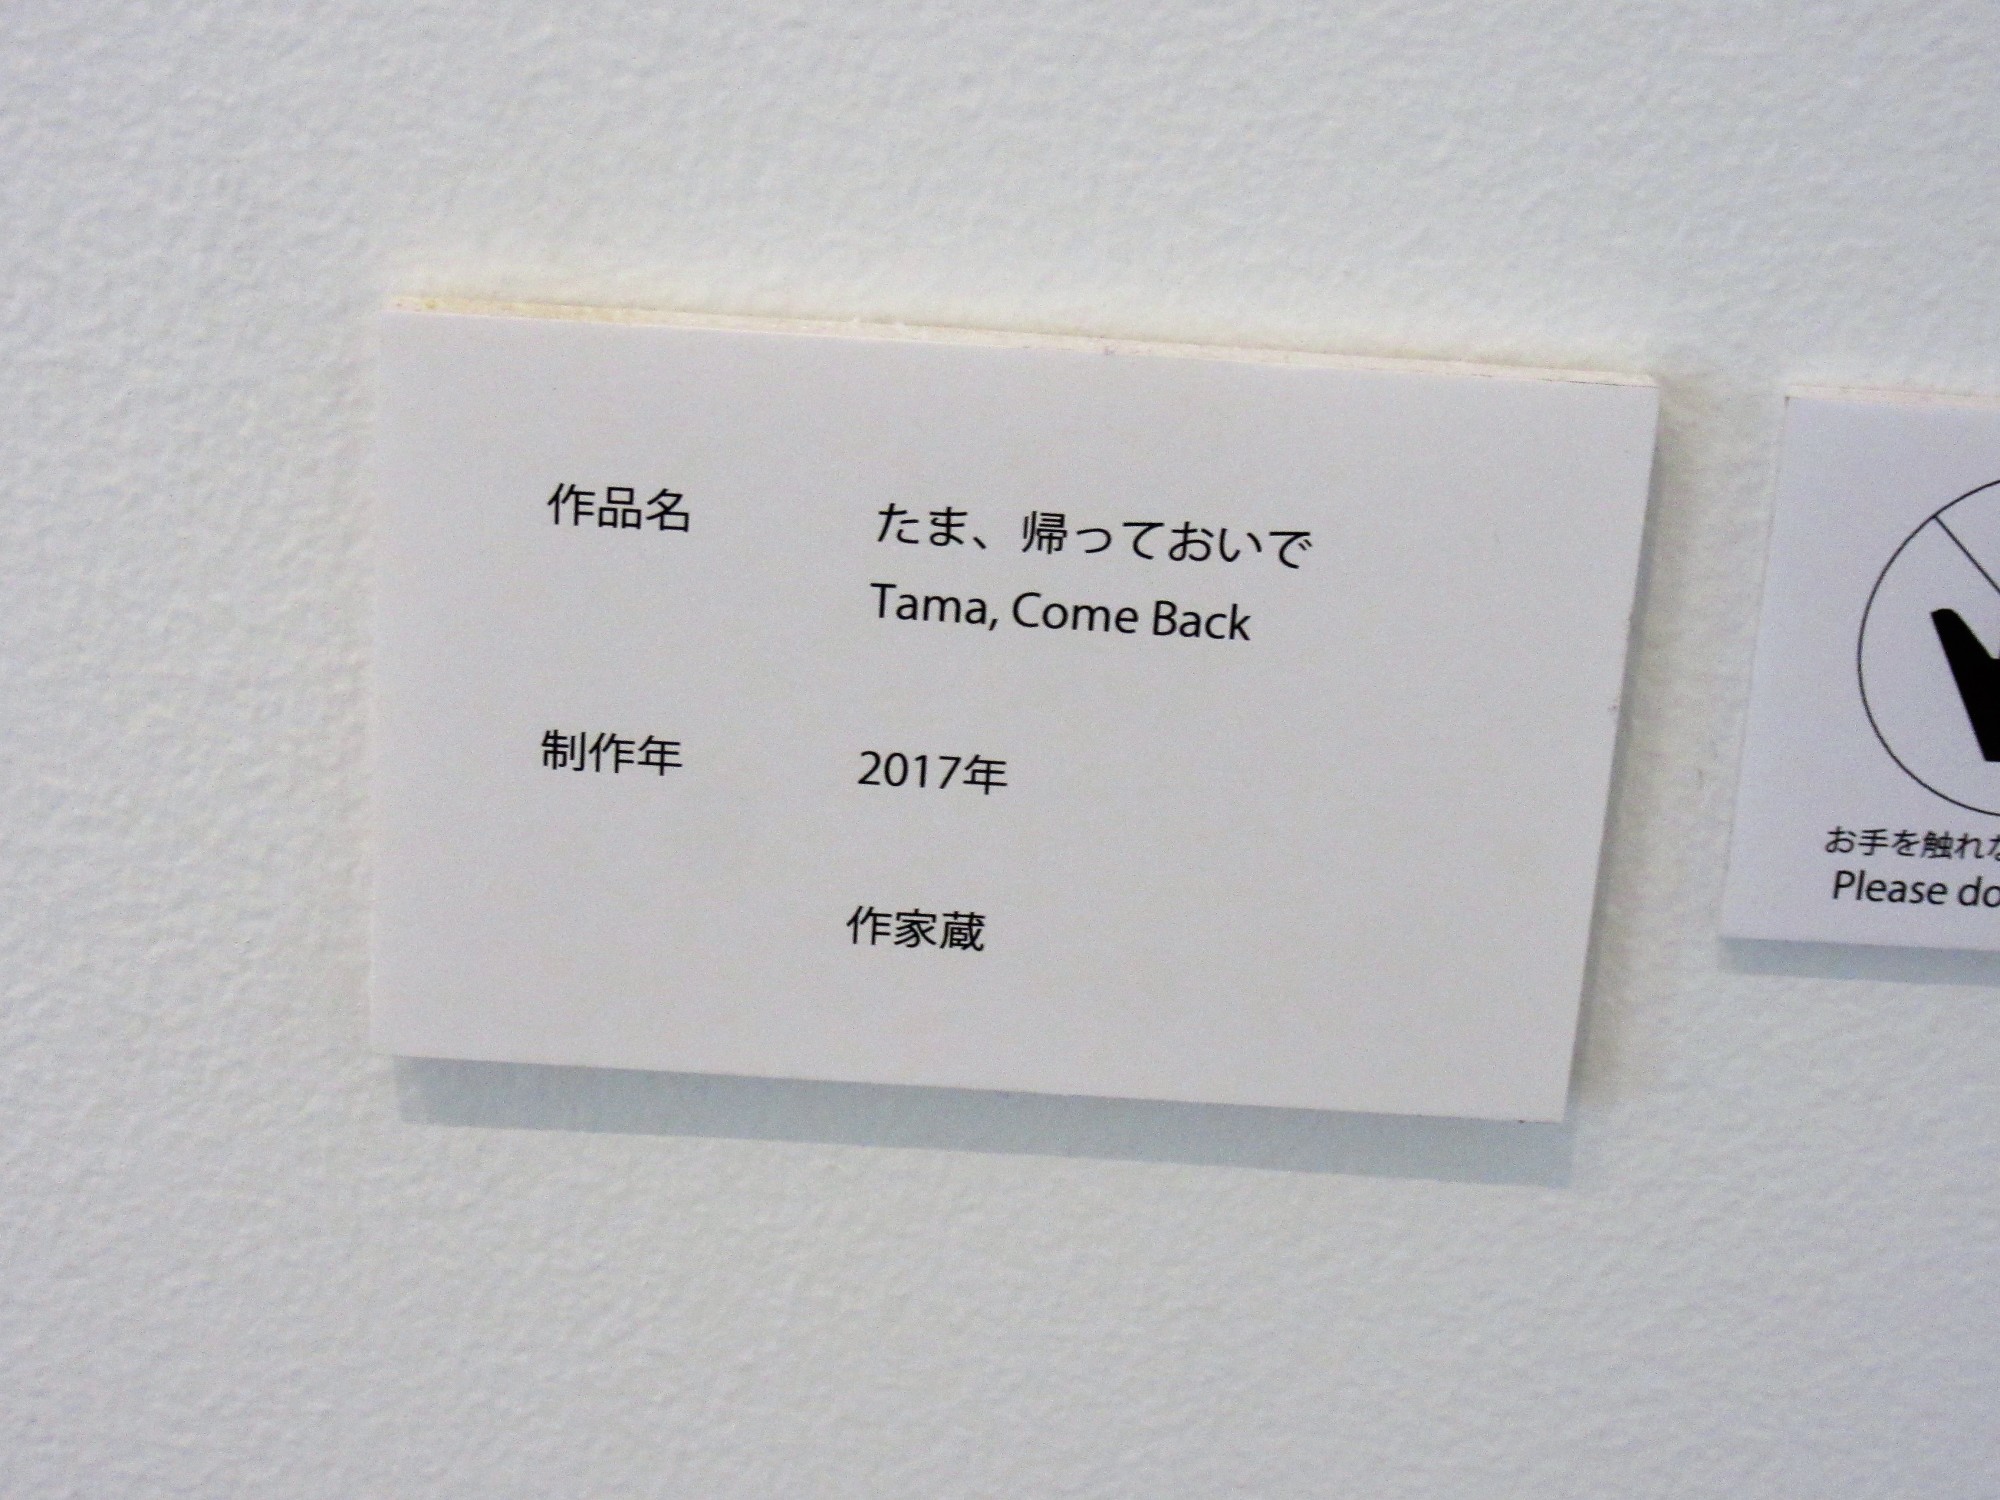 作品名 たま、帰っておいで
Tama, Come Back
制作年 2017年
作家蔵
お手を触れな
Please do